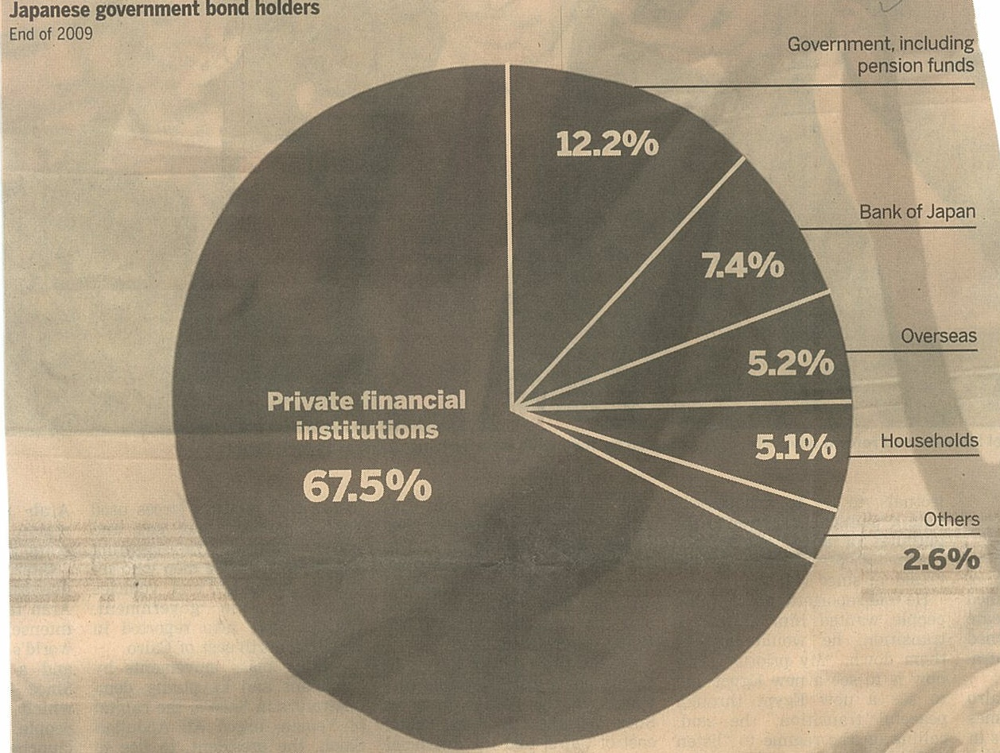 Japanese government bond holders
End of 2009
Government, including
pension funds
12.2%
Bank of Japan
7.4%
Overseas
5.2%
Private financial
institutions
67.5%
Households
5.1%
Others
2.6%